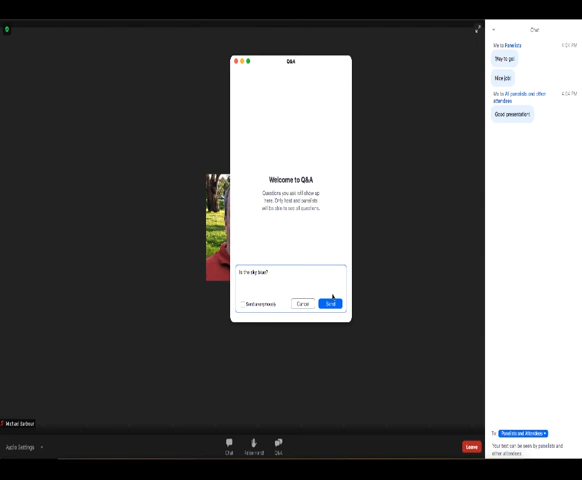 Q&A
Welcome to Q&A
Questions you ask will show up
here. Only host and panelists
will be able to see all questions.
Is the sky blue?
Send anonymously
Cancel
Send
Chat
Me to Panelists
4:04 PM
Way to go!
Nice job!
Me to All panelists and other
attendees
4:04 PM
Good presentation!
To: Panelists and Attendees
Your text can be seen by panelists and
other attendees
Michael Barbour
Audio Settings
Chat
Raise Hand
Q&A
Leave